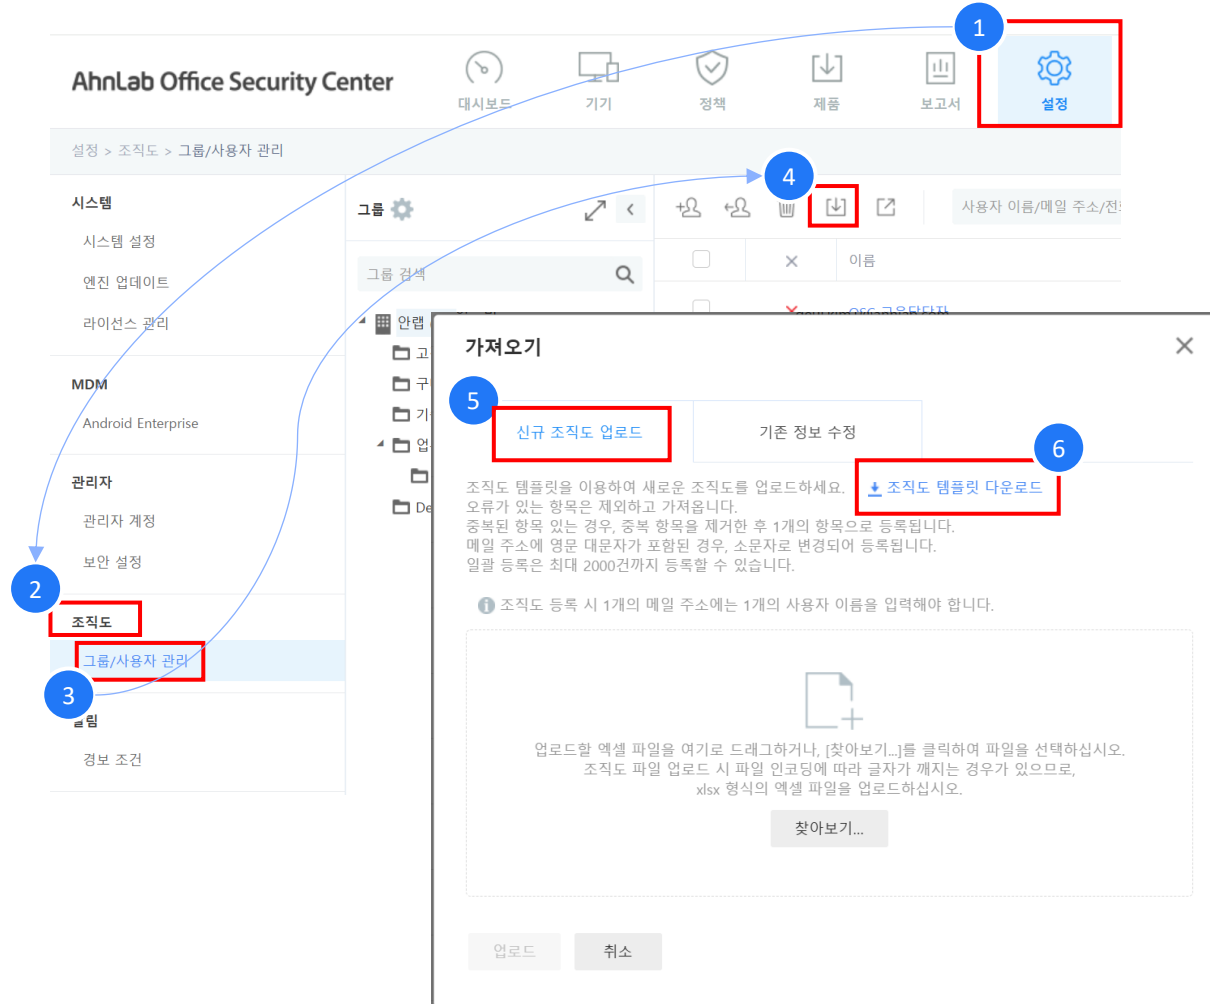 1
AhnLab Office Security Center
대시보드
기기
정책
제품
보고서
설정
설정 > 조직도 > 그룹/사용자 관리
4
시스템
시스템 설정
엔진 업데이트
라이선스 관리
MDM
Android Enterprise
관리자
관리자 계정
보안 설정
2
조직도
그룹/사용자 관리
3
경보 조건
그룹
그룹 검색
안랩
고
구
기
업
De
사용자 이름/메일 주소/전
이름
가져오기
5
신규 조직도 업로드
기존 정보 수정
6
조직도 템플릿을 이용하여 새로운 조직도를 업로드하세요.
조직도 템플릿 다운로드
오류가 있는 항목은 제외하고 가져옵니다.
중복된 항목 있는 경우, 중복 항목을 제거한 후 1개의 항목으로 등록됩니다.
메일 주소에 영문 대문자가 포함된 경우, 소문자로 변경되어 등록됩니다.
일괄 등록은 최대 2000건까지 등록할 수 있습니다.
조직도 등록 시 1개의 메일 주소에는 1개의 사용자 이름을 입력해야 합니다.
업로드할 엑셀 파일을 여기로 드래그하거나, [찾아보기...]를 클릭하여 파일을 선택하십시오.
조직도 파일 업로드 시 파일 인코딩에 따라 글자가 깨지는 경우가 있으므로,
xlsx 형식의 엑셀 파일을 업로드하십시오.
찾아보기...
업로드
취소